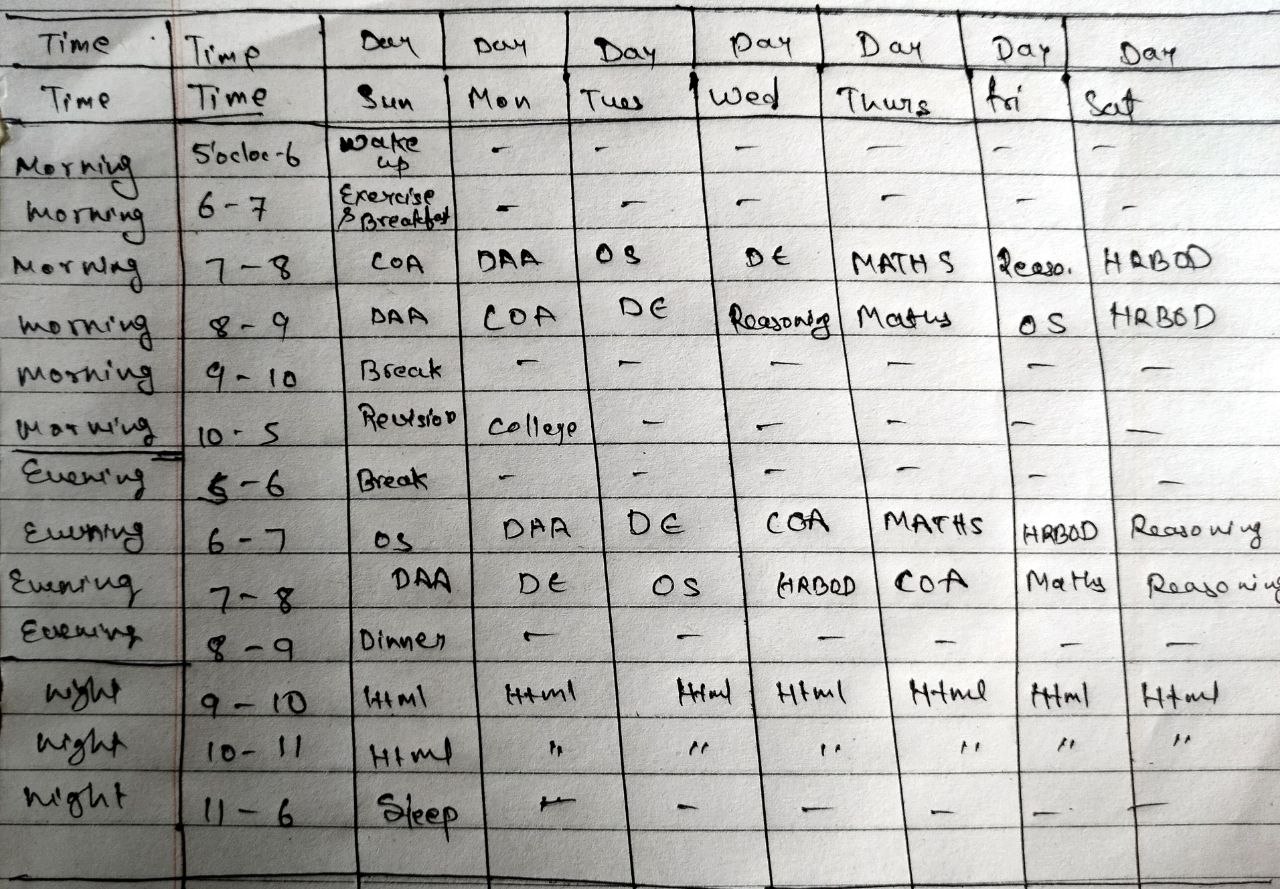 Time Time Day Day Day Day Day Day Day
Time Time Sun Mon Tues Wed Thurs fri Sat
Morning 5'ocloc-6 Wake up - - - - - -
morning 6-7 Exercise & Breakfast - - - - - -
Morning 7-8 COA DAA OS DE MATHS Reaso. HRBOD
morning 8-9 DAA COA DE Reasoning Maths OS HRBOD
morning 9-10 Break - - - - - -
Morning 10-5 Revision College - - - - -
Evening 5-6 Break - - - - - -
Evening 6-7 OS DAA DE COA MATHS HRBOD Reasoning
Evening 7-8 DAA DE OS HRBOD COA Maths Reasoning
Evening 8-9 Dinner - - - - - -
night 9-10 Html Html Html Html Html Html Html
night 10-11 Html " " " " " "
night 11-6 Sleep - - - - - -